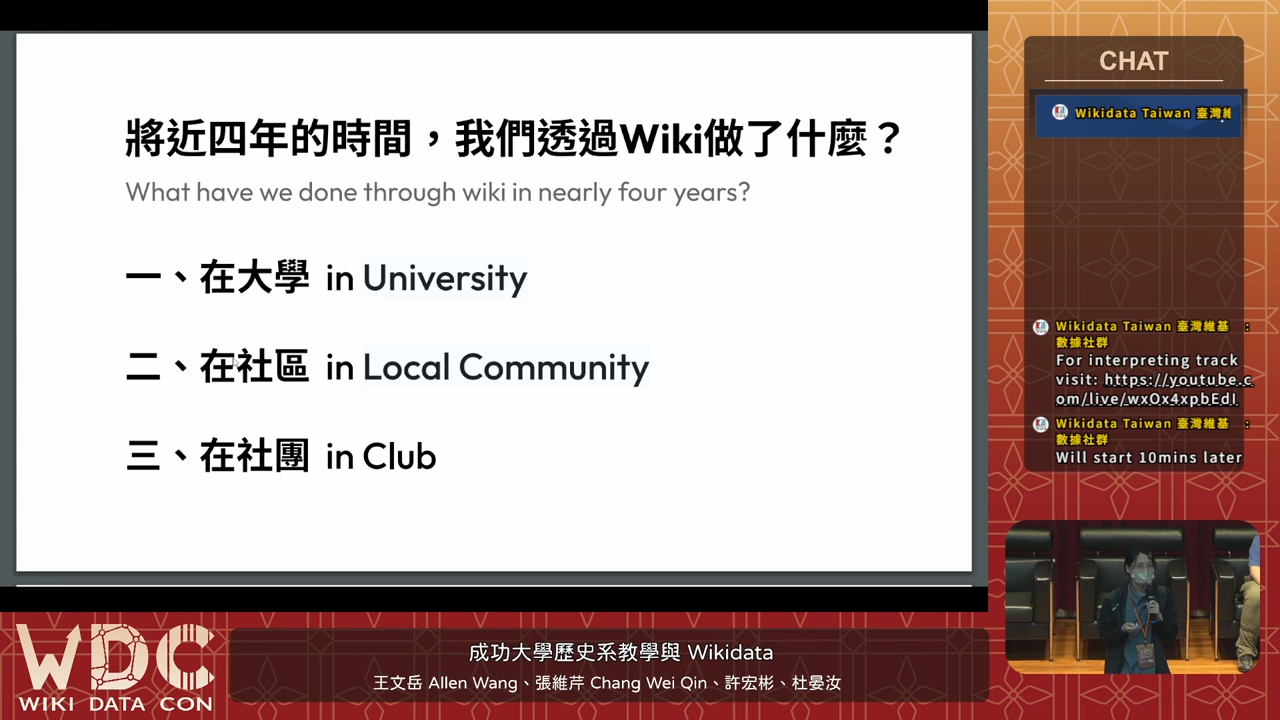 將近四年的時間，我們透過Wiki做了什麼？
What have we done through wiki in nearly four years?
一、在大學 in University
二、在社區 in Local Community
三、在社團 in Club
CHAT
Wikidata Taiwan 臺灣維
Wikidata Taiwan 臺灣維基 :
數據社群
For interpreting track
visit: https://youtube.c
om/live/wxOx4xpbEdI
Wikidata Taiwan 臺灣維基 :
數據社群
Will start 10mins later
WDC
WIKI DATA CON
成功大學歷史系教學與 Wikidata
王文岳 Allen Wang、張維芹 Chang Wei Qin、許宏彬、杜晏汝